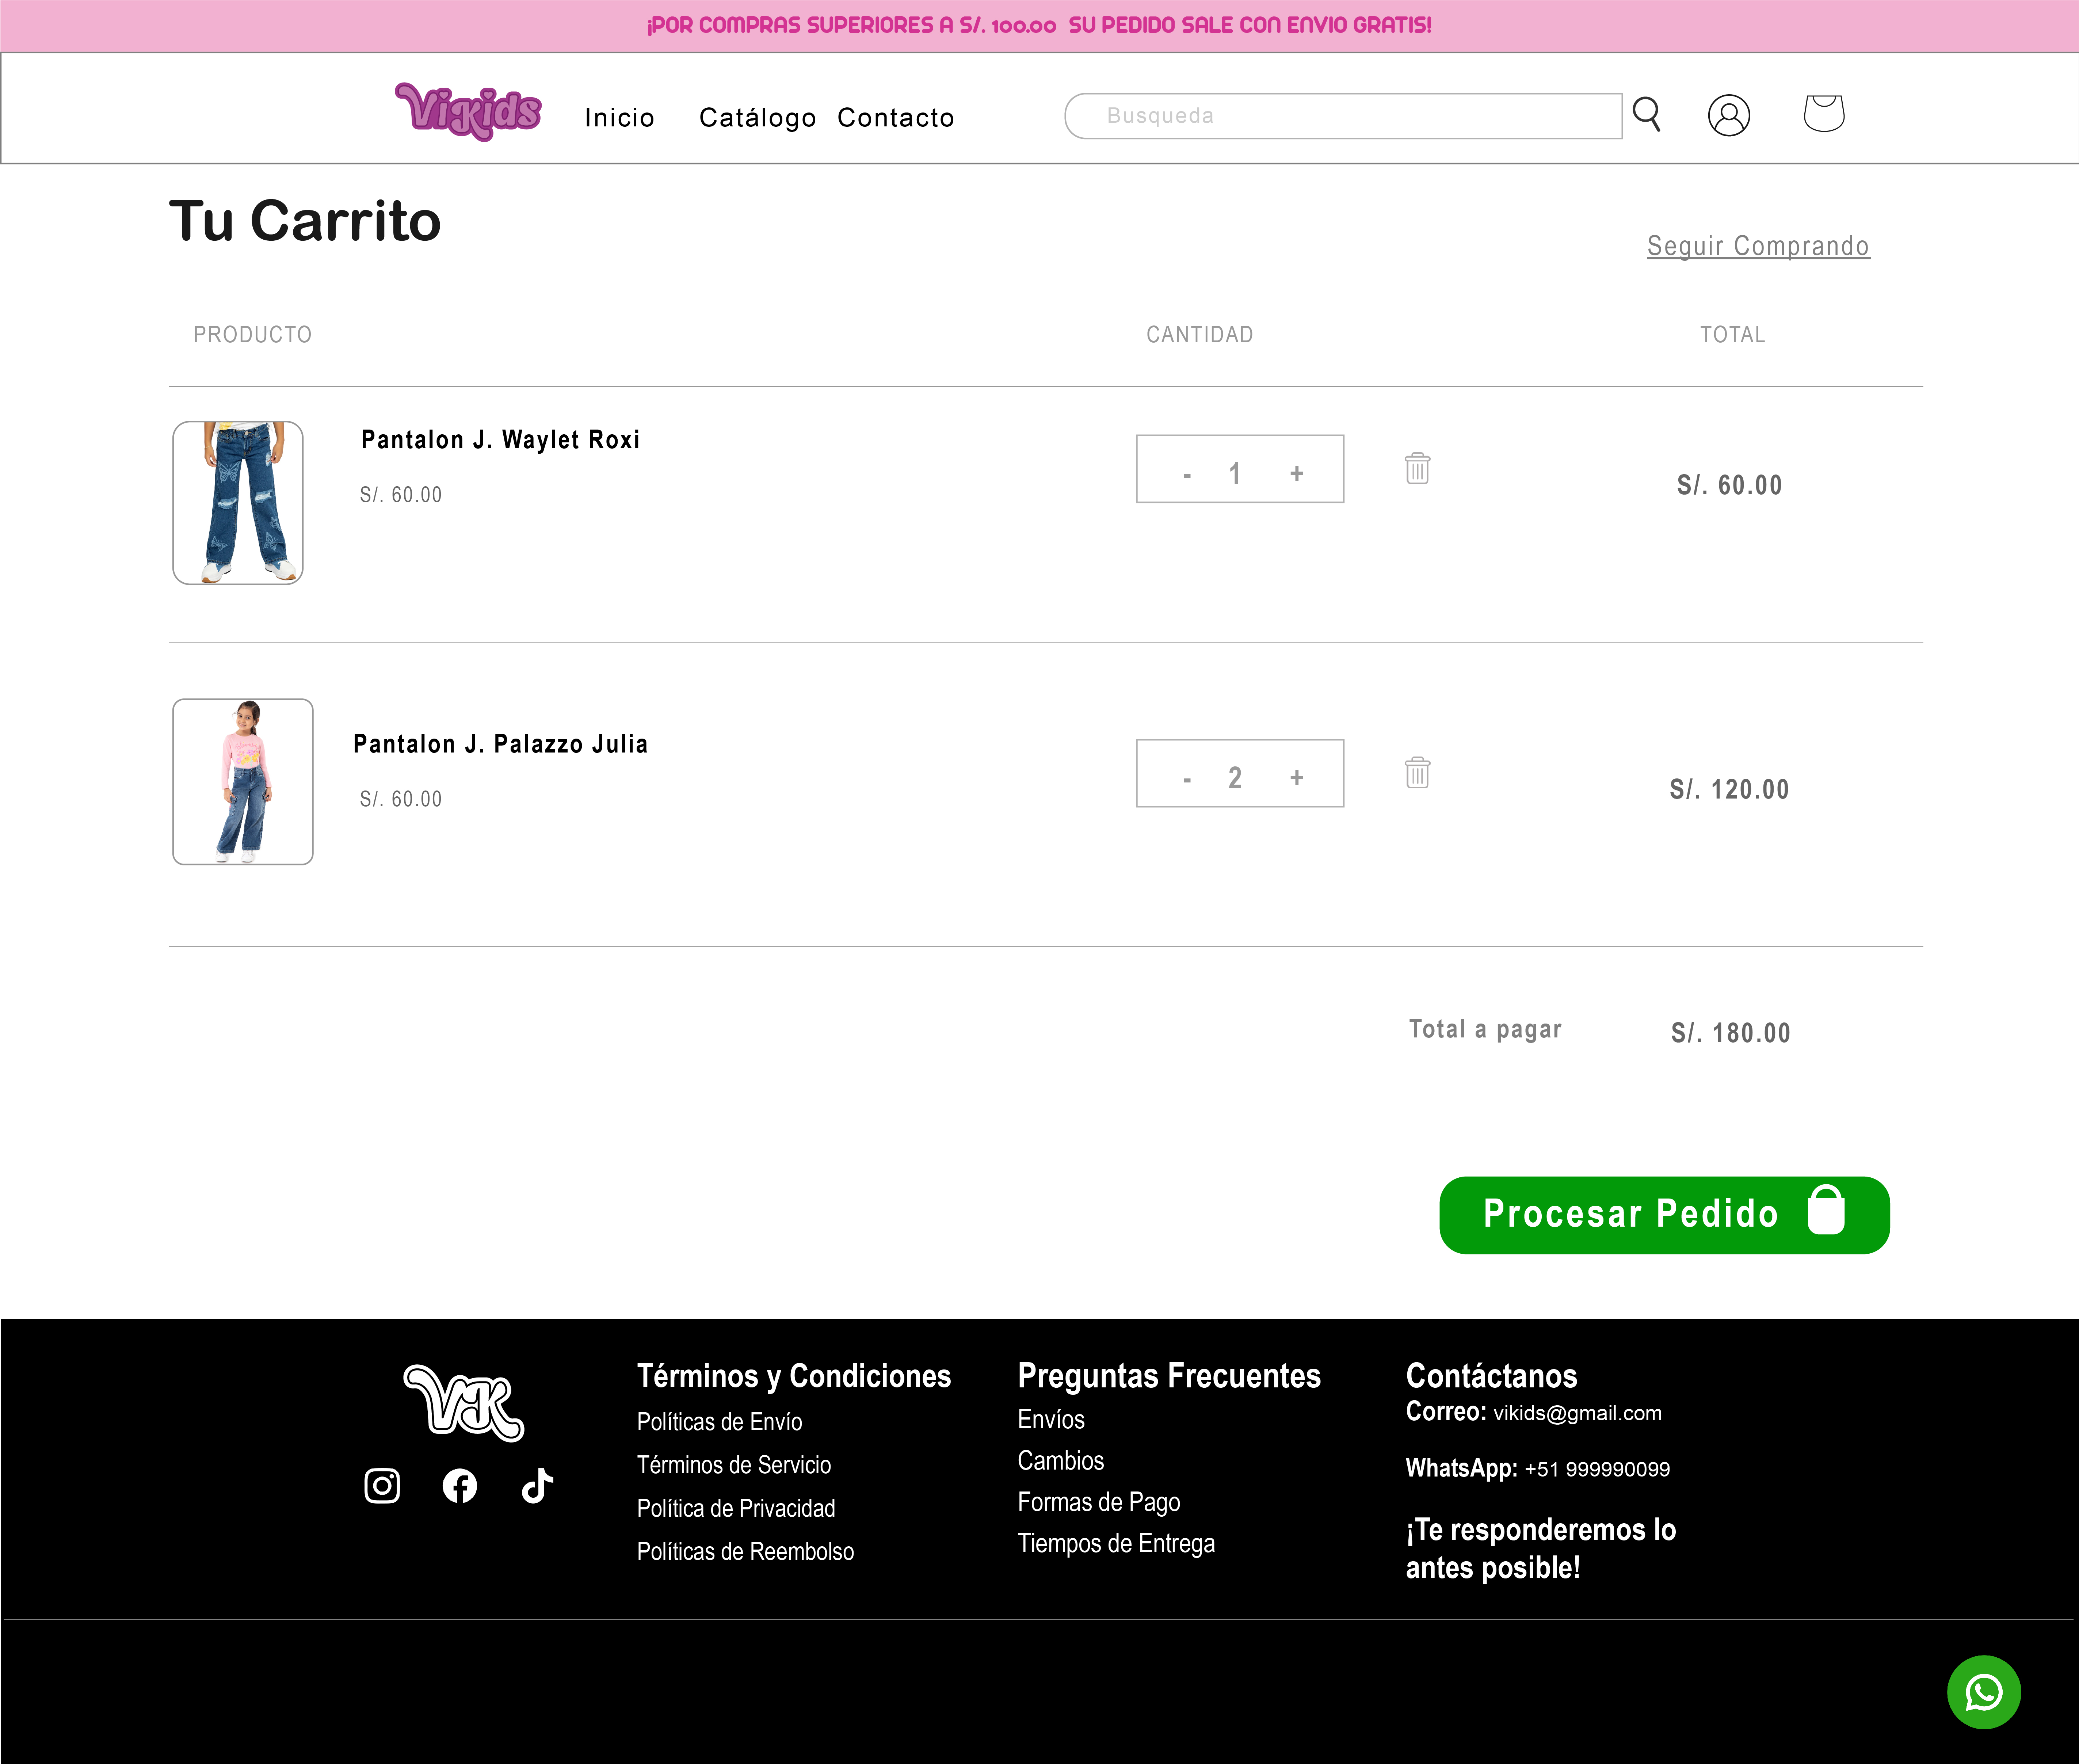 ¡POR COMPRAS SUPERIORES A S/. 100.00 SU PEDIDO SALE CON ENVIO GRATIS!
ViKids
Inicio Catálogo Contacto
Busqueda
Tu Carrito
Seguir Comprando
PRODUCTO CANTIDAD TOTAL
Pantalon J. Waylet Roxi
S/. 60.00
- 1 +
S/. 60.00
Pantalon J. Palazzo Julia
S/. 60.00
- 2 +
S/. 120.00
Total a pagar S/. 180.00
Procesar Pedido
VK
Términos y Condiciones
Políticas de Envío
Términos de Servicio
Política de Privacidad
Políticas de Reembolso
Preguntas Frecuentes
Envíos
Cambios
Formas de Pago
Tiempos de Entrega
Contáctanos
Correo: vikids@gmail.com
WhatsApp: +51 999990099
¡Te responderemos lo
antes posible!